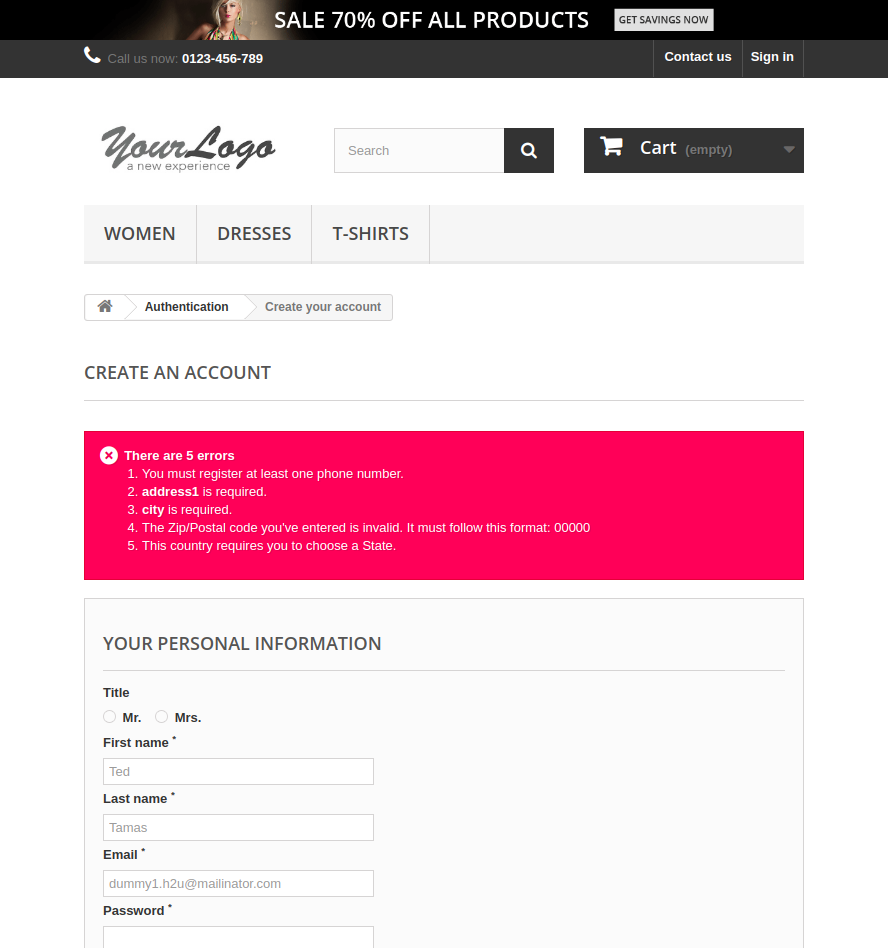 SALE 70% OFF ALL PRODUCTS GET SAVINGS NOW
Call us now: 0123-456-789 Contact us Sign in
YourLogo
a new experience
Search
Cart (empty)
WOMEN DRESSES T-SHIRTS
Authentication Create your account
CREATE AN ACCOUNT
There are 5 errors
1. You must register at least one phone number.
2. address1 is required.
3. city is required.
4. The Zip/Postal code you've entered is invalid. It must follow this format: 00000
5. This country requires you to choose a State.
YOUR PERSONAL INFORMATION
Title
Mr. Mrs.
First name *
Ted
Last name *
Tamas
Email *
dummy1.h2u@mailinator.com
Password *